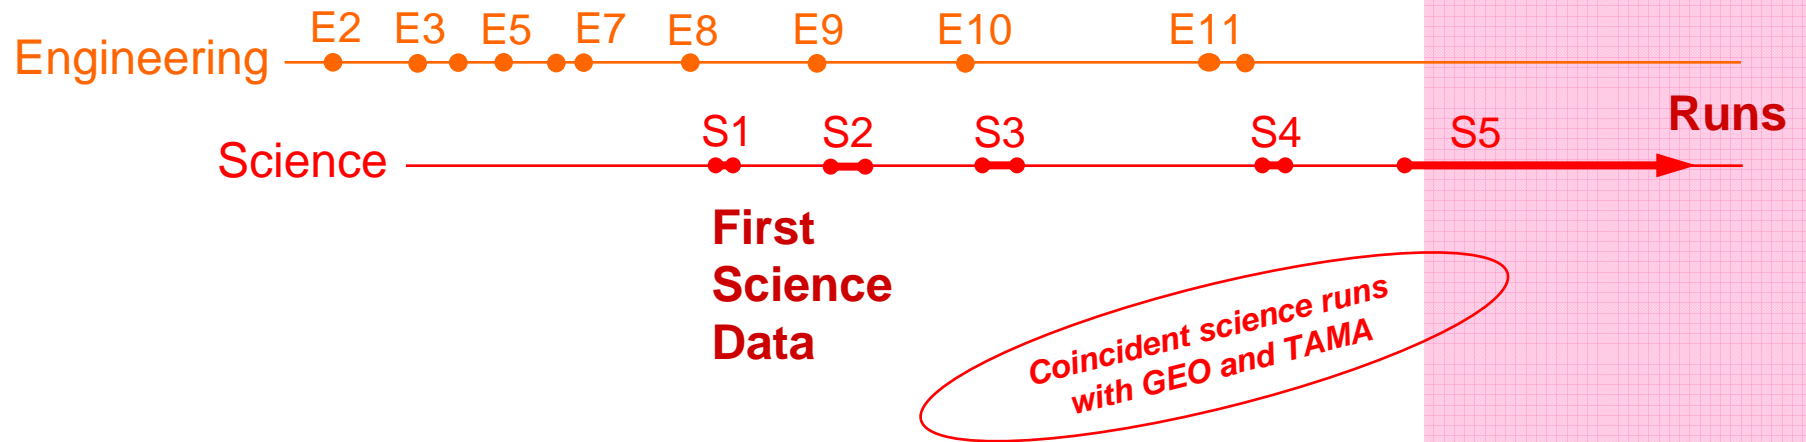 E2 E3 E5 E7 E8 E9 E10 E11
Engineering
Runs
S1 S2 S3 S4 S5
Science
First
Science
Data
Coincident science runs
with GEO and TAMA